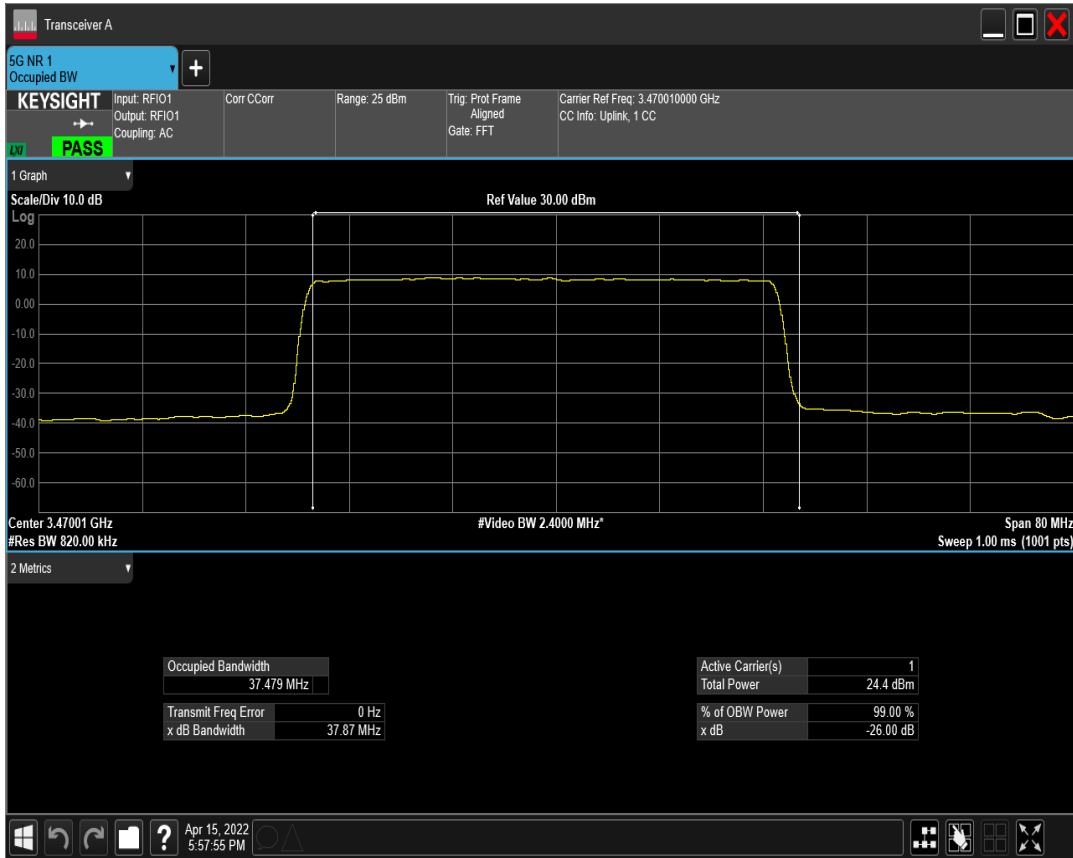 Transceiver A
5G NR 1
Occupied BW
+
KEYSIGHT
LXI
PASS
Input: RFIO1
Output: RFIO1
Coupling: AC
Corr CCorr
Range: 25 dBm
Trig: Prot Frame
Aligned
Gate: FFT
Carrier Ref Freq: 3.470010000 GHz
CC Info: Uplink, 1 CC
1 Graph
Scale/Div 10.0 dB
Ref Value 30.00 dBm
Log
20.0
10.0
0.00
-10.0
-20.0
-30.0
-40.0
-50.0
-60.0
Center 3.47001 GHz
#Video BW 2.4000 MHz*
Span 80 MHz
#Res BW 820.00 kHz
Sweep 1.00 ms (1001 pts)
2 Metrics
Occupied Bandwidth
37.479 MHz
Transmit Freq Error 0 Hz
x dB Bandwidth 37.87 MHz
Active Carrier(s) 1
Total Power 24.4 dBm
% of OBW Power 99.00 %
x dB -26.00 dB
?
Apr 15, 2022
5:57:55 PM